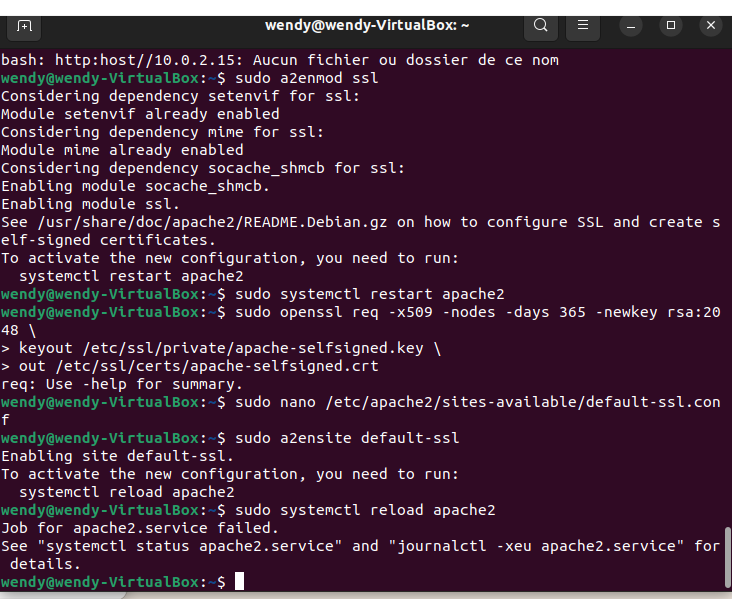 wendy@wendy-VirtualBox: ~
bash: http:host//10.0.2.15: Aucun fichier ou dossier de ce nom
wendy@wendy-VirtualBox:~$ sudo a2enmod ssl
Considering dependency setenvif for ssl:
Module setenvif already enabled
Considering dependency mime for ssl:
Module mime already enabled
Considering dependency socache_shmcb for ssl:
Enabling module socache_shmcb.
Enabling module ssl.
See /usr/share/doc/apache2/README.Debian.gz on how to configure SSL and create s
elf-signed certificates.
To activate the new configuration, you need to run:
  systemctl restart apache2
wendy@wendy-VirtualBox:~$ sudo systemctl restart apache2
wendy@wendy-VirtualBox:~$ sudo openssl req -x509 -nodes -days 365 -newkey rsa:20
48 \
> keyout /etc/ssl/private/apache-selfsigned.key \
> out /etc/ssl/certs/apache-selfsigned.crt
req: Use -help for summary.
wendy@wendy-VirtualBox:~$ sudo nano /etc/apache2/sites-available/default-ssl.con
f
wendy@wendy-VirtualBox:~$ sudo a2ensite default-ssl
Enabling site default-ssl.
To activate the new configuration, you need to run:
  systemctl reload apache2
wendy@wendy-VirtualBox:~$ sudo systemctl reload apache2
Job for apache2.service failed.
See "systemctl status apache2.service" and "journalctl -xeu apache2.service" for
 details.
wendy@wendy-VirtualBox:~$